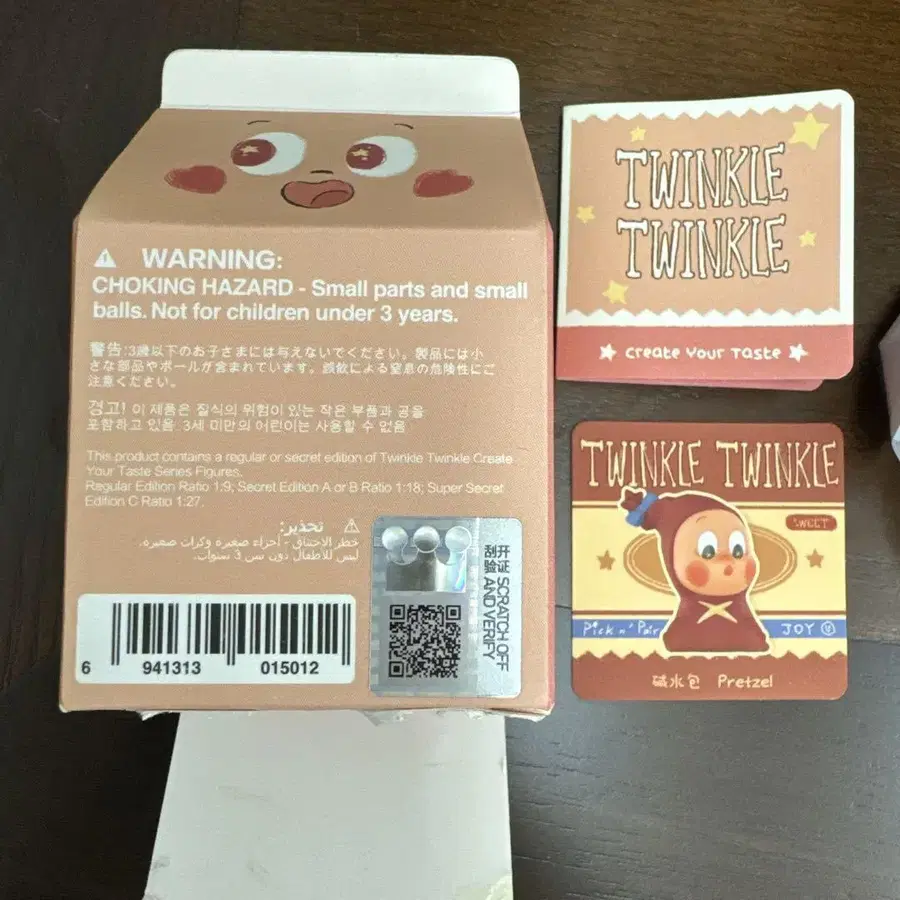 ⚠ WARNING:
CHOKING HAZARD - Small parts and small
balls. Not for children under 3 years.
警告:3歳以下のお子さまには与えないでください。製品には小
さな部品やボールが含まれています。誤飲による窒息の危険性にご
注意ください。
경고! 이 제품은 질식의 위험이 있는 작은 부품과 공을
포함하고 있음. 3세 미만의 어린이는 사용할 수 없음
This product contains a regular or secret edition of Twinkle Twinkle Create
Your Taste Series Figures.
Regular Edition Ratio 1:9, Secret Edition A or B Ratio 1:18; Super Secret
Edition C Ratio 1:27.
⚠ تحذير:
خطر الاختناق - أجزاء صغيرة وكرات صغيرة.
ليس للأطفال دون سن 3 سنوات.
6 941313 015012
刮开验证 SCRATCH OFF
AND VERIFY
TWINKLE
TWINKLE
Create Your Taste
TWINKLE TWINKLE
SWEET
Pick n' Pair
JOY
碱水包 Pretzel